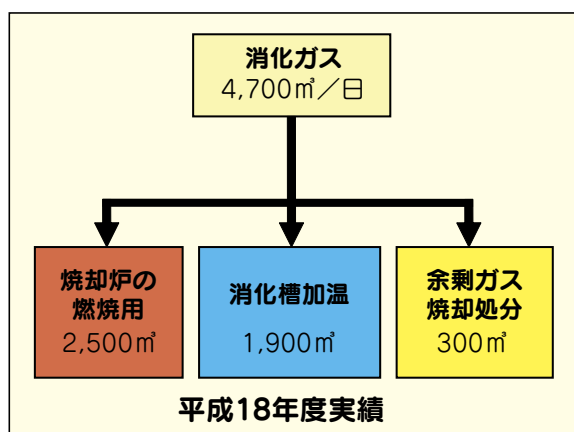 消化ガス
4,700㎥／日
焼却炉の
燃焼用
2,500㎥
消化槽加温
1,900㎥
余剰ガス
焼却処分
300㎥
平成18年度実績